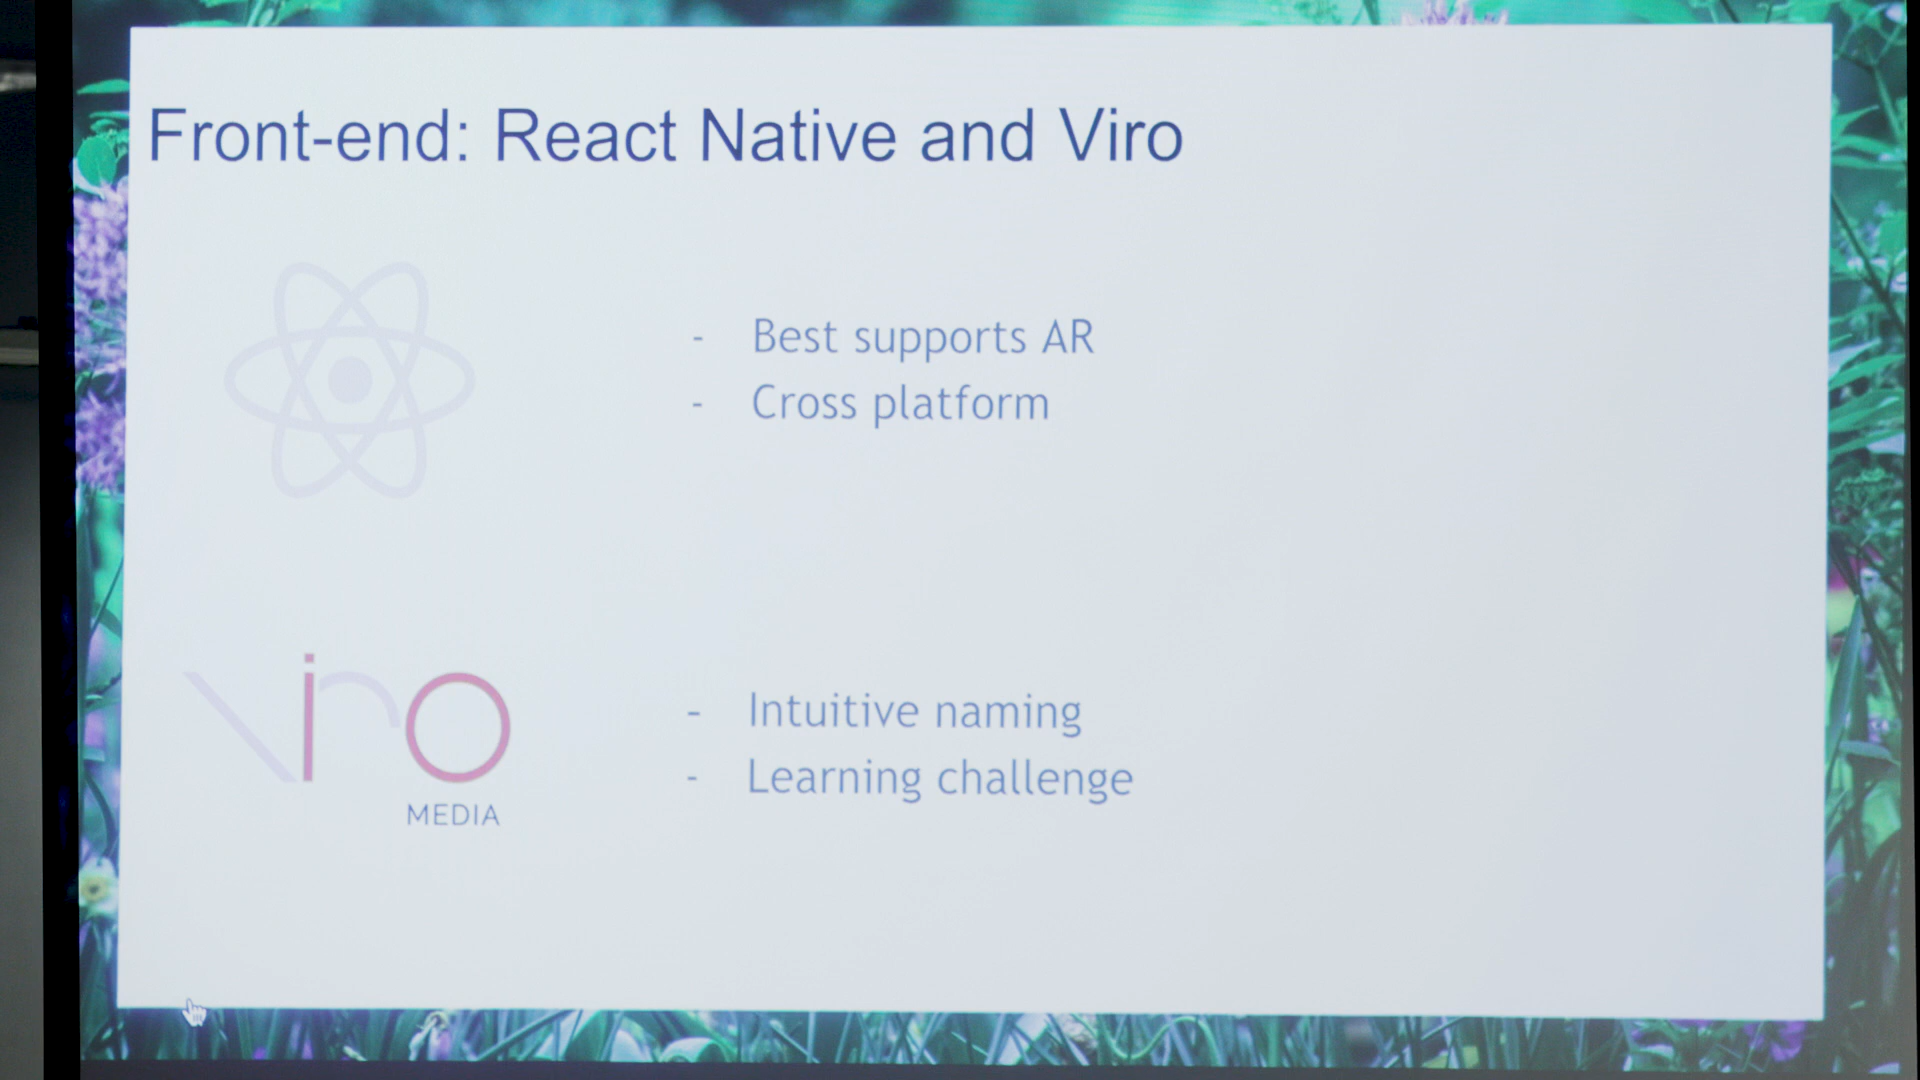 Front-end: React Native and Viro
- Best supports AR
- Cross platform
viro
MEDIA
- Intuitive naming
- Learning challenge